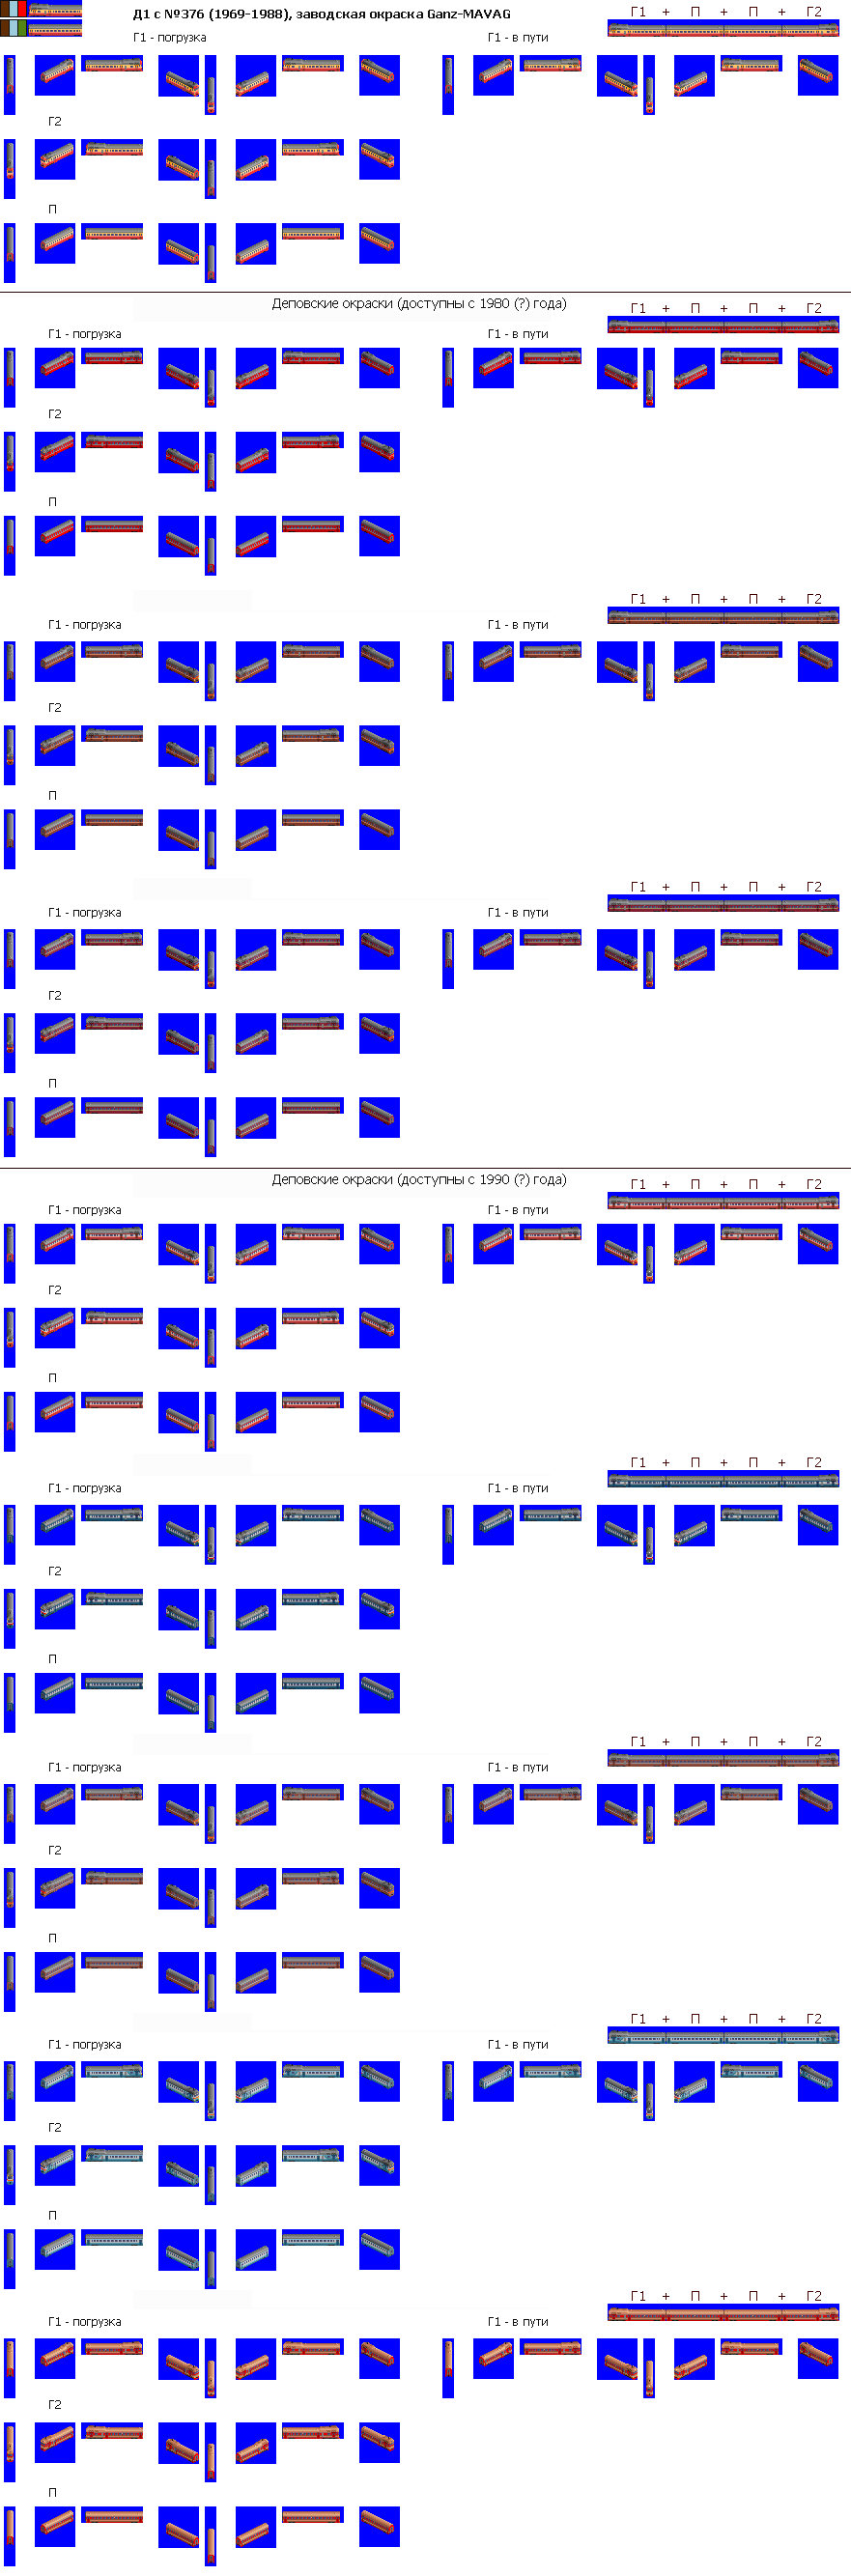 Д1 с №376 (1969-1988), заводская окраска Ganz-MAVAG
Г1 + П + П + Г2
Г1 - погрузка
Г1 - в пути
Г2
П
Деповские окраски (доступны с 1980 (?) года)
Г1 + П + П + Г2
Г1 - погрузка
Г1 - в пути
Г2
П
Г1 + П + П + Г2
Г1 - погрузка
Г1 - в пути
Г2
П
Г1 + П + П + Г2
Г1 - погрузка
Г1 - в пути
Г2
П
Деповские окраски (доступны с 1990 (?) года)
Г1 + П + П + Г2
Г1 - погрузка
Г1 - в пути
Г2
П
Г1 + П + П + Г2
Г1 - погрузка
Г1 - в пути
Г2
П
Г1 + П + П + Г2
Г1 - погрузка
Г1 - в пути
Г2
П
Г1 + П + П + Г2
Г1 - погрузка
Г1 - в пути
Г2
П
Г1 + П + П + Г2
Г1 - погрузка
Г1 - в пути
Г2
П